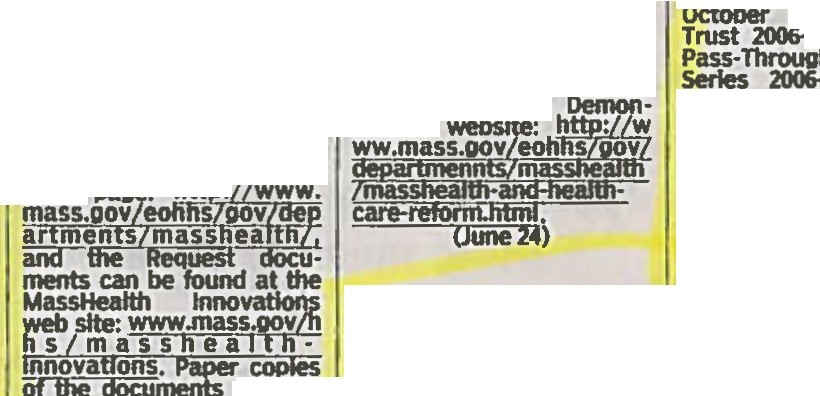 //www.
mass.gov/eohhs/gov/dep
artments/masshealth/,
and the Request docu-
ments can be found at the
MassHealth Innovations
web site: www.mass.gov/h
hs/masshealth-
innovations. Paper copies
of the documents
Demon-
website: http://w
ww.mass.gov/eohhs/gov/
departmennts/masshealth
/masshealth-and-health-
care-reform.html.
(June 24)
October
Trust 2006-
Pass-Throug
Series 2006-